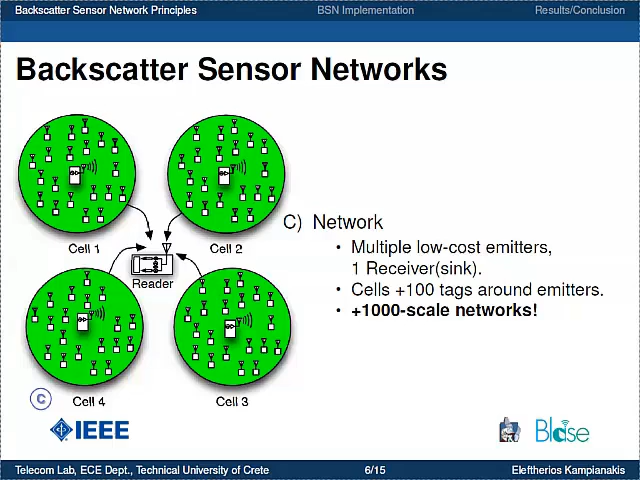 Backscatter Sensor Network Principles BSN Implementation Results/Conclusion
Backscatter Sensor Networks
Cell 1
Cell 2
Reader
Cell 4
Cell 3
C
C) Network
• Multiple low-cost emitters,
1 Receiver(sink).
• Cells +100 tags around emitters.
• +1000-scale networks!
IEEE
Blase
Telecom Lab, ECE Dept., Technical University of Crete 6/15 Eleftherios Kampianakis